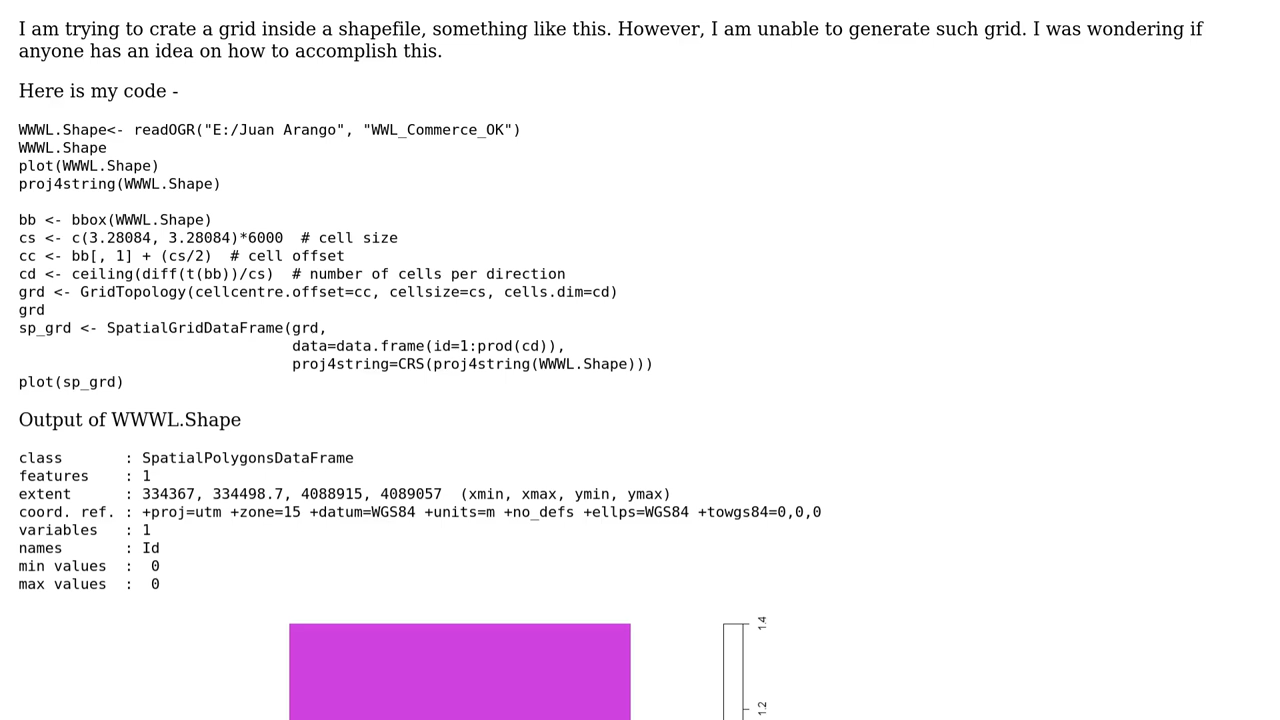 I am trying to crate a grid inside a shapefile, something like this. However, I am unable to generate such grid. I was wondering if
anyone has an idea on how to accomplish this.
Here is my code -
WWWL.Shape<- readOGR("E:/Juan Arango", "WWL_Commerce_OK")
WWWL.Shape
plot(WWWL.Shape)
proj4string(WWWL.Shape)
bb <- bbox(WWWL.Shape)
cs <- c(3.28084, 3.28084)*6000  # cell size
cc <- bb[, 1] + (cs/2)  # cell offset
cd <- ceiling(diff(t(bb))/cs)  # number of cells per direction
grd <- GridTopology(cellcentre.offset=cc, cellsize=cs, cells.dim=cd)
grd
sp_grd <- SpatialGridDataFrame(grd,
                               data=data.frame(id=1:prod(cd)),
                               proj4string=CRS(proj4string(WWWL.Shape)))
plot(sp_grd)
Output of WWWL.Shape
class       : SpatialPolygonsDataFrame
features    : 1
extent      : 334367, 334498.7, 4088915, 4089057  (xmin, xmax, ymin, ymax)
coord. ref. : +proj=utm +zone=15 +datum=WGS84 +units=m +no_defs +ellps=WGS84 +towgs84=0,0,0
variables   : 1
names       : Id
min values  :  0
max values  :  0
1.4
1.2